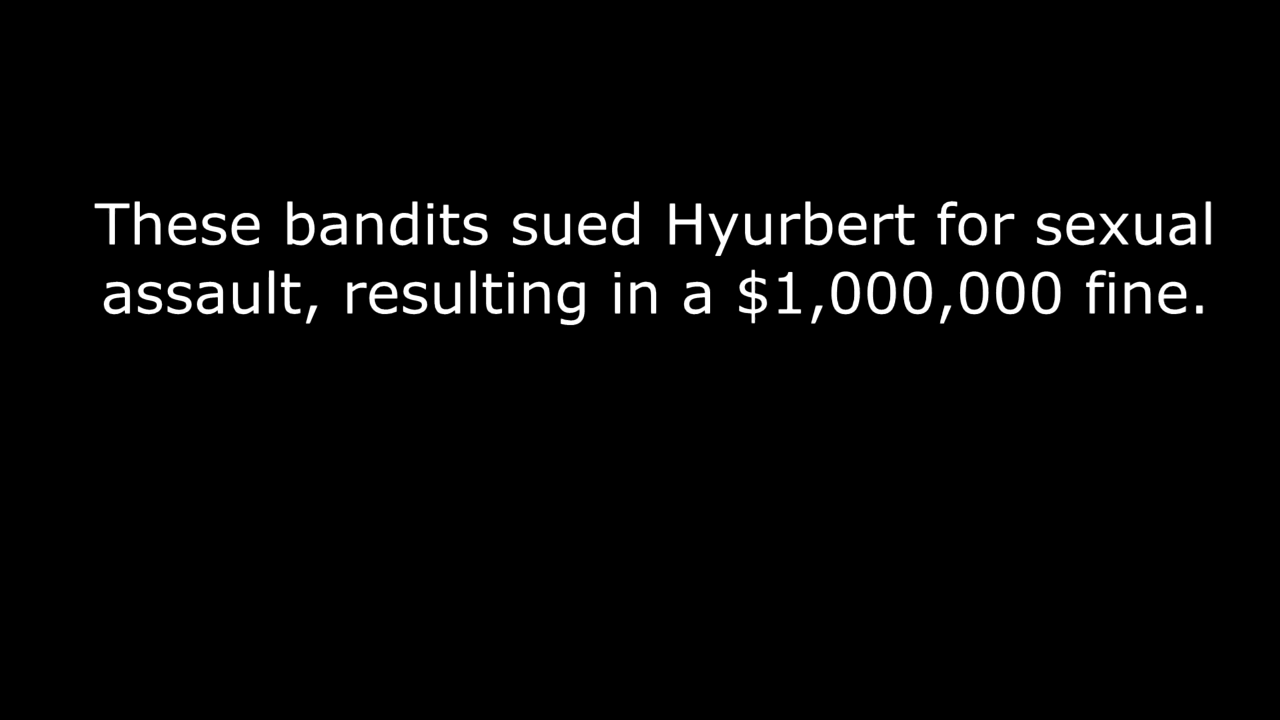 These bandits sued Hyurbert for sexual
assault, resulting in a $1,000,000 fine.